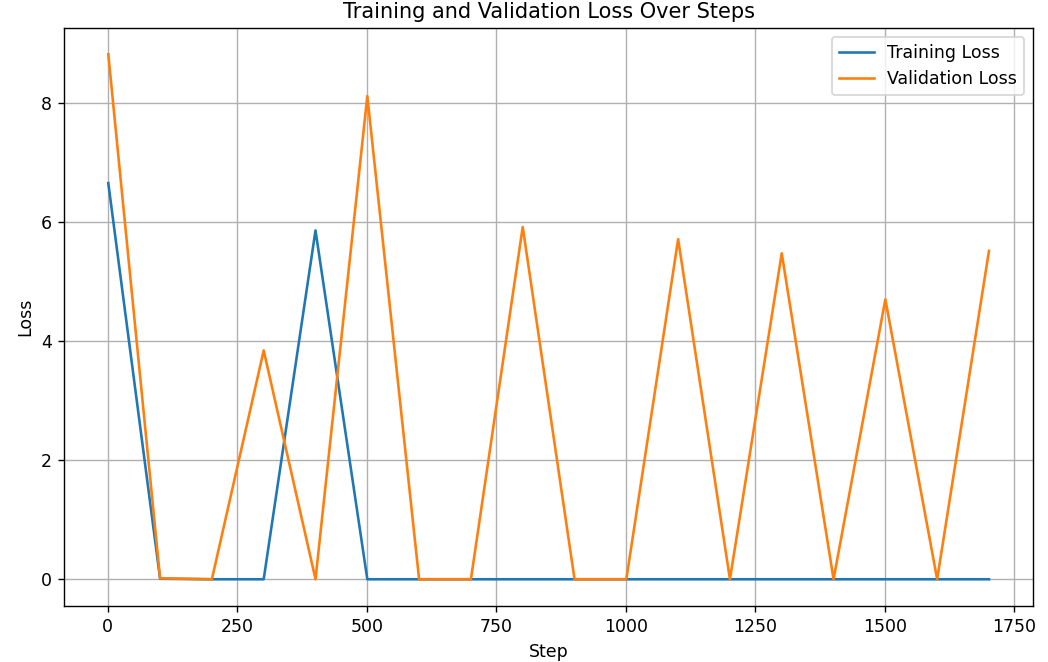 Training and Validation Loss Over Steps
Training Loss
Validation Loss
8
6
4
2
0
Loss
0 250 500 750 1000 1250 1500 1750
Step